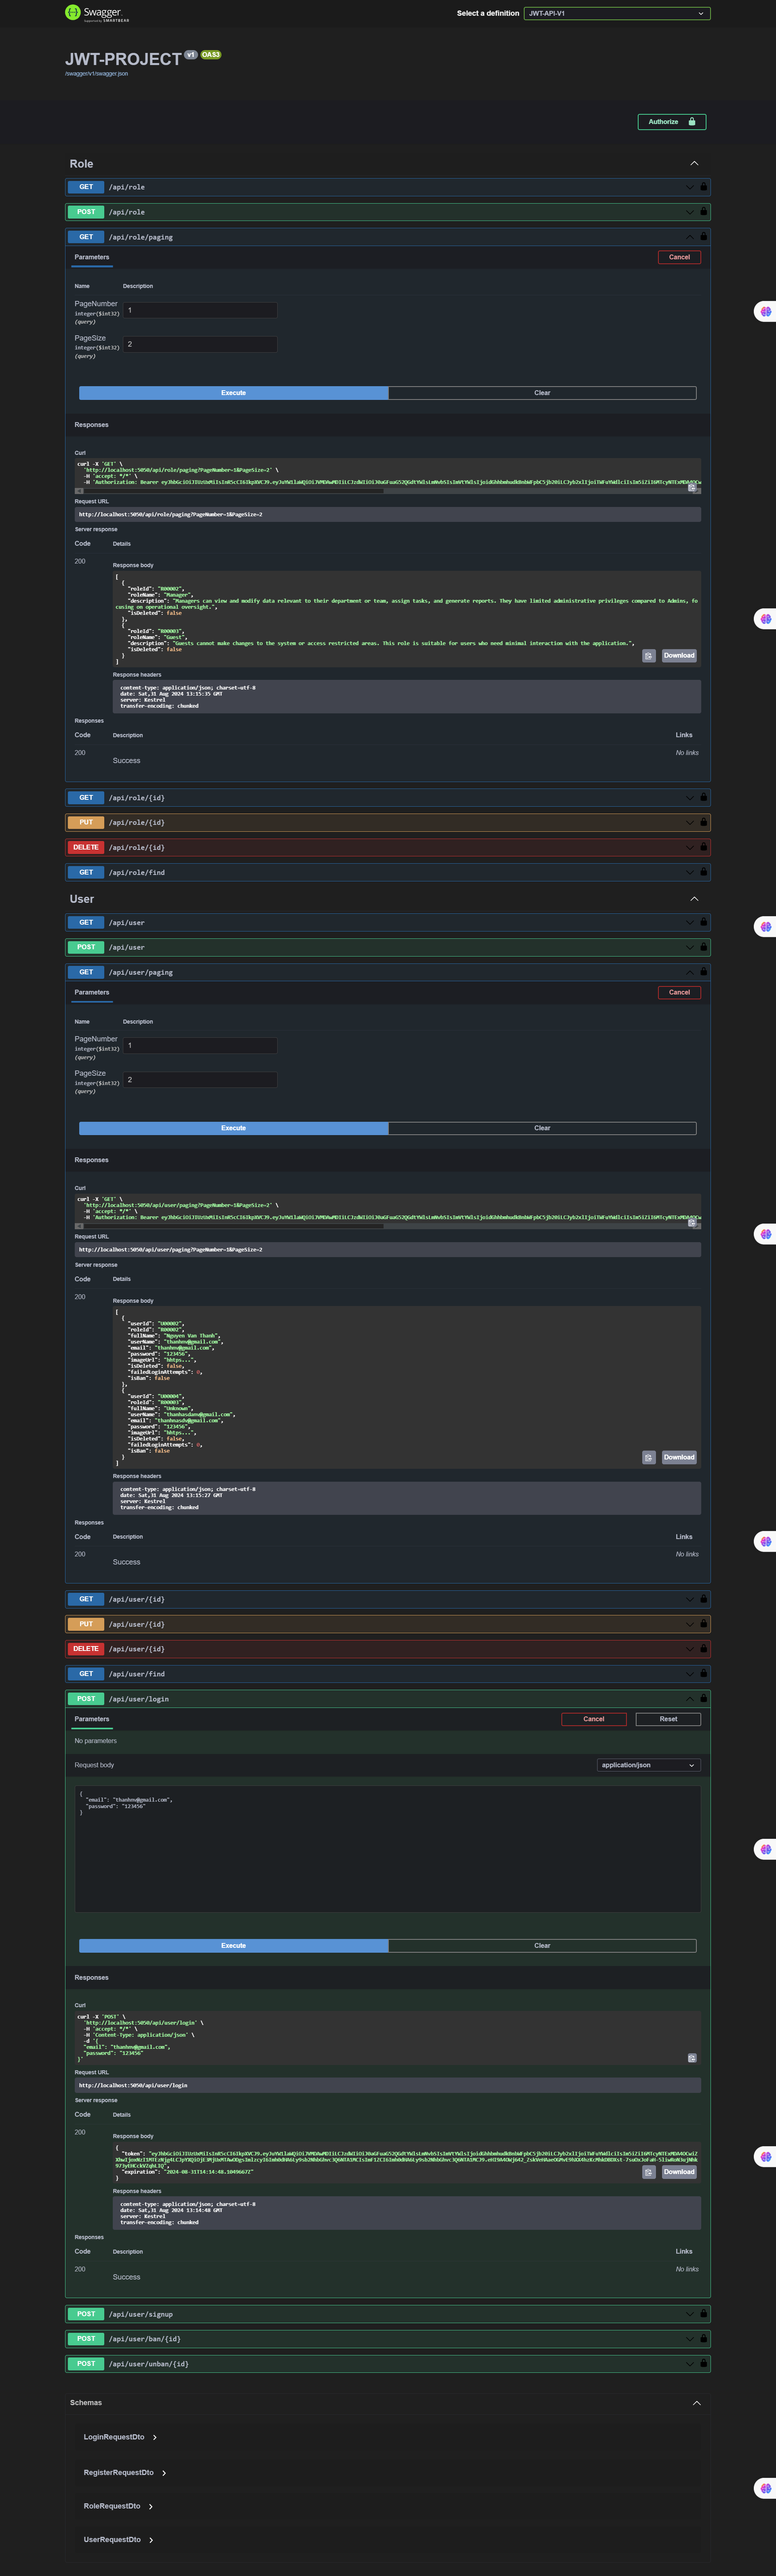 Swagger
Supported by SMARTBEAR
Select a definition
JWT-API-V1
JWT-PROJECT v1 OAS3
/swagger/v1/swagger.json
Authorize
Role
GET /api/role
POST /api/role
GET /api/role/paging
Parameters
Cancel
Name Description
PageNumber
integer($int32)
(query)
1
PageSize
integer($int32)
(query)
2
Execute
Clear
Responses
Curl
curl -X 'GET' \
'http://localhost:5050/api/role/paging?PageNumber=1&PageSize=2' \
-H 'accept: */*' \
-H 'Authorization: Bearer
Request URL
http://localhost:5050/api/role/paging?PageNumber=1&PageSize=2
Server response
Code Details
200
Response body
[
{
"roleId": "R00002",
"roleName": "Manager",
"description": "Managers can view and modify data relevant to their department or team, assign tasks, and generate reports. They have limited administrative privileges compared to Admins, fo
cusing on operational oversight.",
"isDeleted": false
},
{
"roleId": "R00003",
"roleName": "Guest",
"description": "Guests cannot make changes to the system or access restricted areas. This role is suitable for users who need minimal interaction with the application.",
"isDeleted": false
}
]
Download
Response headers
content-type: application/json; charset=utf-8
date: Sat,31 Aug 2024 13:15:35 GMT
server: Kestrel
transfer-encoding: chunked
Responses
Code Description Links
200
Success
No links
GET /api/role/{id}
PUT /api/role/{id}
DELETE /api/role/{id}
GET /api/role/find
User
GET /api/user
POST /api/user
GET /api/user/paging
Parameters
Cancel
Name Description
PageNumber
integer($int32)
(query)
1
PageSize
integer($int32)
(query)
2
Execute
Clear
Responses
Curl
curl -X 'GET' \
'http://localhost:5050/api/user/paging?PageNumber=1&PageSize=2' \
-H 'accept: */*' \
-H 'Authorization: Bearer
Request URL
http://localhost:5050/api/user/paging?PageNumber=1&PageSize=2
Server response
Code Details
200
Response body
[
{
"userId": "U00002",
"roleId": "R00002",
"fullName": "Nguyen Van Thanh",
"userName": "thanhnv@gmail.com",
"email": "thanhnv@gmail.com",
"password": "123456",
"imageUrl": "hhtps...",
"isDeleted": false,
"failedLoginAttempts": 0,
"isBan": false
},
{
"userId": "U00004",
"roleId": "R00003",
"fullName": "Unknown",
"userName":
"email":
"password": "123456",
"imageUrl": "hhtps...",
"isDeleted": false,
"failedLoginAttempts": 0,
"isBan": false
}
]
Download
Response headers
content-type: application/json; charset=utf-8
date: Sat,31 Aug 2024 13:15:27 GMT
server: Kestrel
transfer-encoding: chunked
Responses
Code Description Links
200
Success
No links
GET /api/user/{id}
PUT /api/user/{id}
DELETE /api/user/{id}
GET /api/user/find
POST /api/user/login
Parameters
Cancel
Reset
No parameters
Request body
application/json
{
"email": "thanhnv@gmail.com",
"password": "123456"
}
Execute
Clear
Responses
Curl
curl -X 'POST' \
'http://localhost:5050/api/user/login' \
-H 'accept: */*' \
-H 'Content-Type: application/json' \
-d '{
"email": "thanhnv@gmail.com",
"password": "123456"
}'
Request URL
http://localhost:5050/api/user/login
Server response
Code Details
200
Response body
{
"token":
"expiration":
}
Download
Response headers
content-type: application/json; charset=utf-8
date: Sat,31 Aug 2024 13:14:48 GMT
server: Kestrel
transfer-encoding: chunked
Responses
Code Description Links
200
Success
No links
POST /api/user/signup
POST /api/user/ban/{id}
POST /api/user/unban/{id}
Schemas
LoginRequestDto
RegisterRequestDto
RoleRequestDto
UserRequestDto